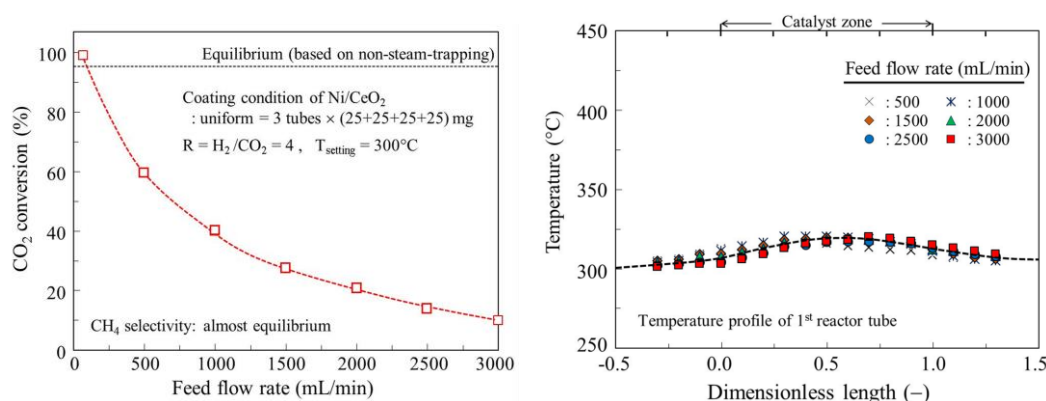 100
80
60
40
20
0
CO₂ conversion (%)
Equilibrium (based on non-steam-trapping)
Coating condition of Ni/CeO₂
: uniform = 3 tubes × (25+25+25+25) mg
R = H₂/CO₂ = 4 , T_setting = 300°C
CH₄ selectivity: almost equilibrium
0 500 1000 1500 2000 2500 3000
Feed flow rate (mL/min)
Catalyst zone
450
400
350
300
250
Temperature (°C)
Feed flow rate (mL/min)
: 500 : 1000
: 1500 : 2000
: 2500 : 3000
Temperature profile of 1st reactor tube
-0.5 0.0 0.5 1.0 1.5
Dimensionless length (–)